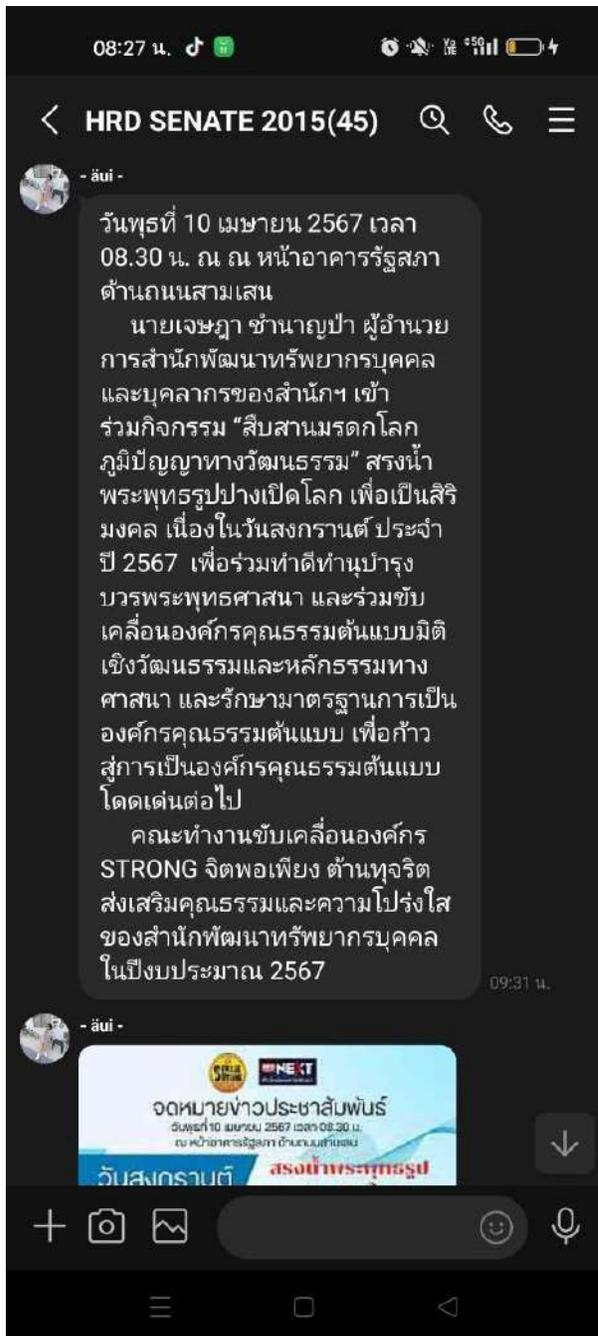 08:27 น.
HRD SENATE 2015(45)
- äui -
วันพุธที่ 10 เมษายน 2567 เวลา
08.30 น. ณ ณ หน้าอาคารรัฐสภา
ด้านถนนสามเสน
นายเจษฎา ชำนาญป่า ผู้อำนวย
การสำนักพัฒนาทรัพยากรบุคคล
และบุคลากรของสำนักฯ เข้า
ร่วมกิจกรรม “สืบสานมรดกโลก
ภูมิปัญญาทางวัฒนธรรม” สรงน้ำ
พระพุทธรูปปางเปิดโลก เพื่อเป็นสิริ
มงคล เนื่องในวันสงกรานต์ ประจำ
ปี 2567 เพื่อร่วมทำดีทำนุบำรุง
บวรพระพุทธศาสนา และร่วมขับ
เคลื่อนองค์กรคุณธรรมต้นแบบมิติ
เชิงวัฒนธรรมและหลักธรรมทาง
ศาสนา และรักษามาตรฐานการเป็น
องค์กรคุณธรรมต้นแบบ เพื่อก้าว
สู่การเป็นองค์กรคุณธรรมต้นแบบ
โดดเด่นต่อไป
คณะทำงานขับเคลื่อนองค์กร
STRONG จิตพอเพียง ต้านทุจริต
ส่งเสริมคุณธรรมและความโปร่งใส
ของสำนักพัฒนาทรัพยากรบุคคล
ในปีงบประมาณ 2567
09:31 น.
- äui -
NEXT
จดหมายข่าวประชาสัมพันธ์
วันพุธที่ 10 เมษายน 2567 เวลา 08.30 น.
ณ หน้าอาคารรัฐสภา ด้านถนนสามเสน
วันสงกรานต์
สรงน้ำพระพุทธรูป